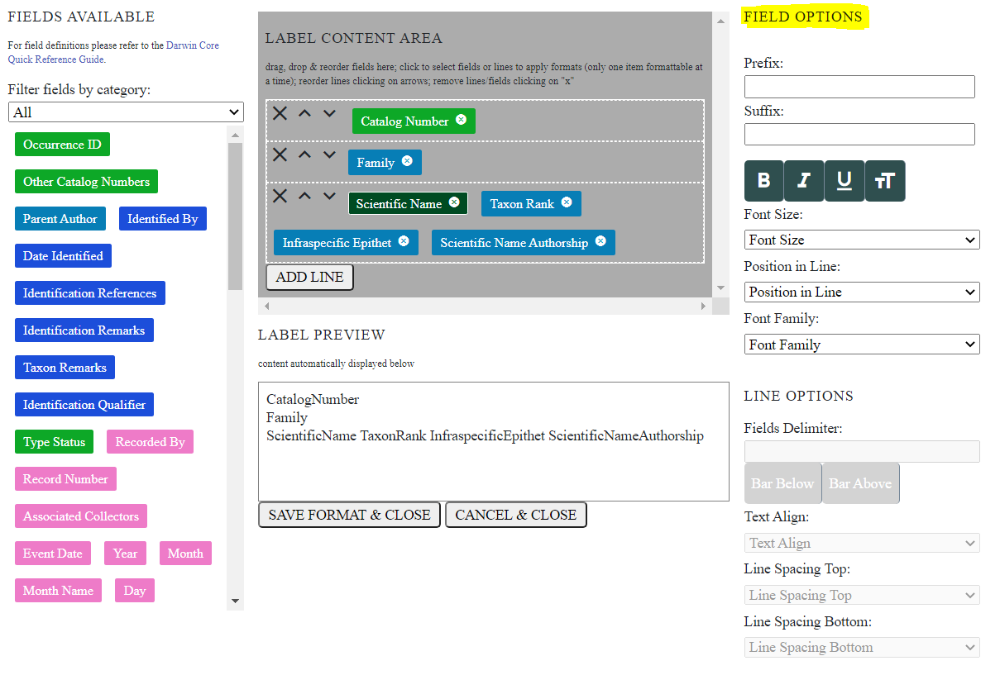 FIELDS AVAILABLE
For field definitions please refer to the Darwin Core
Quick Reference Guide.
Filter fields by category:
All
Occurrence ID
Other Catalog Numbers
Parent Author Identified By
Date Identified
Identification References
Identification Remarks
Taxon Remarks
Identification Qualifier
Type Status Recorded By
Record Number
Associated Collectors
Event Date Year Month
Month Name Day
LABEL CONTENT AREA
drag, drop & reorder fields here; click to select fields or lines to apply formats (only one item formattable at
a time); reorder lines clicking on arrows; remove lines/fields clicking on "x"
Catalog Number
Family
Scientific Name Taxon Rank
Infraspecific Epithet Scientific Name Authorship
ADD LINE
LABEL PREVIEW
content automatically displayed below
CatalogNumber
Family
ScientificName TaxonRank InfraspecificEpithet ScientificNameAuthorship
SAVE FORMAT & CLOSE CANCEL & CLOSE
FIELD OPTIONS
Prefix:
Suffix:
B I U TT
Font Size:
Font Size
Position in Line:
Position in Line
Font Family:
Font Family
LINE OPTIONS
Fields Delimiter:
Bar Below Bar Above
Text Align:
Text Align
Line Spacing Top:
Line Spacing Top
Line Spacing Bottom:
Line Spacing Bottom